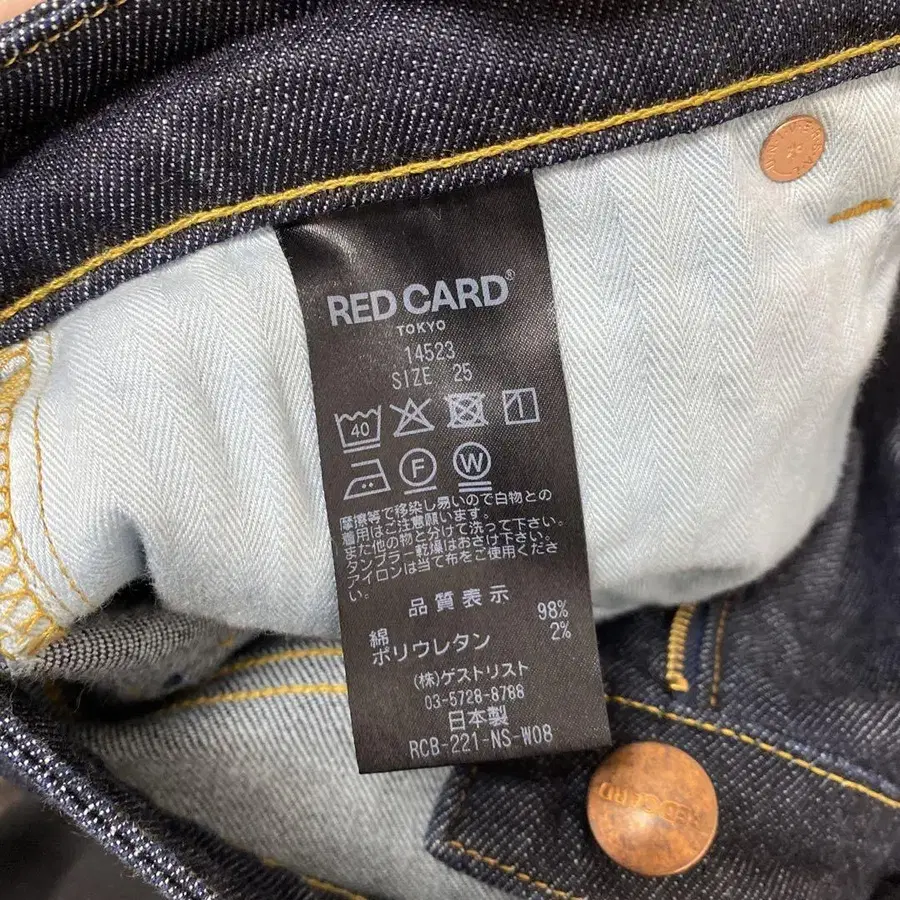 RED CARD®
TOKYO
14523
SIZE 25
40
F
W
摩擦等で移染し易いので白物との
着用はご注意願います。
また他の物と分けて洗って下さい。
タンブラー乾燥はおさけ下さい。
アイロンは当て布をご使用くださ
い。
品質表示
綿 98%
ポリウレタン 2%
(株)ゲストリスト
03-5728-8788
日本製
RCB-221-NS-W08
RED CARD